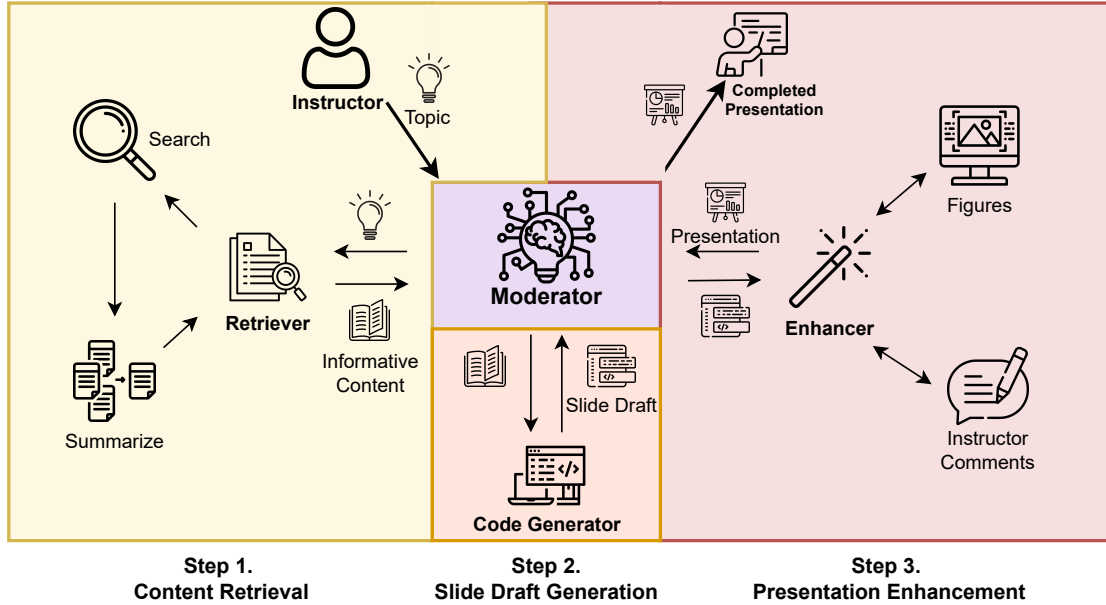 Instructor
Topic
Completed
Presentation
Search
Figures
Presentation
Moderator
Retriever
Enhancer
Informative
Content
Slide Draft
Summarize
Instructor
Comments
Code Generator
Step 1.
Content Retrieval
Step 2.
Slide Draft Generation
Step 3.
Presentation Enhancement